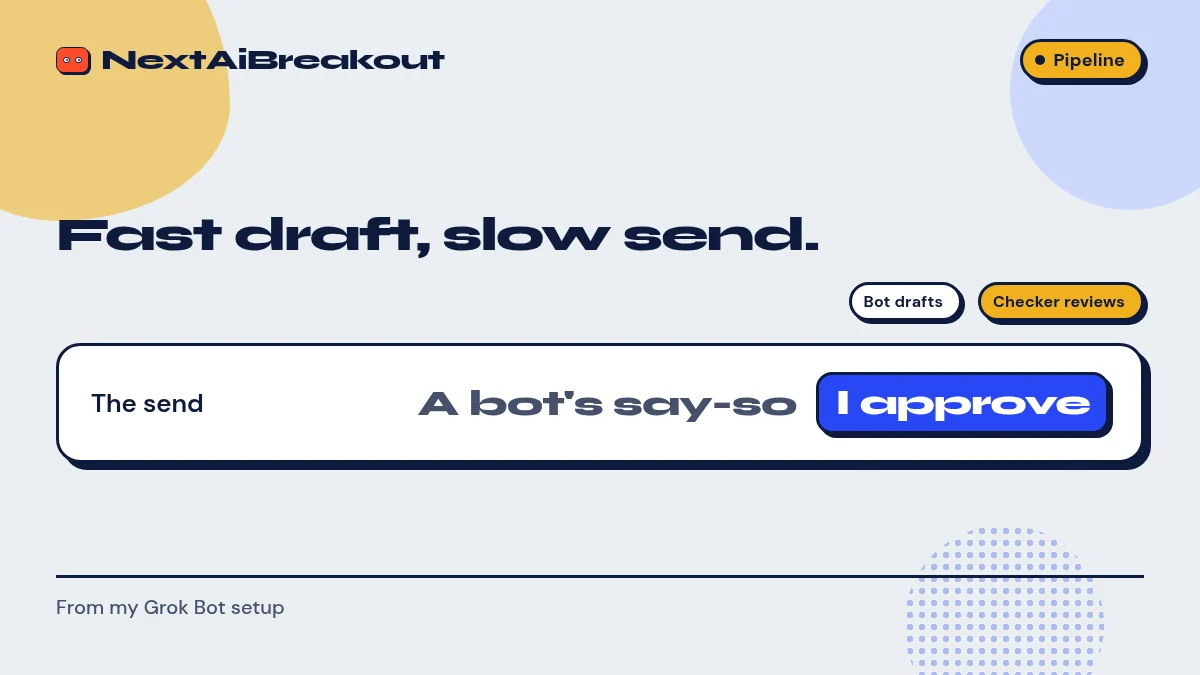 NextAiBreakout
Pipeline
Fast draft, slow send.
Bot drafts
Checker reviews
The send
A bot's say-so
I approve
From my Grok Bot setup